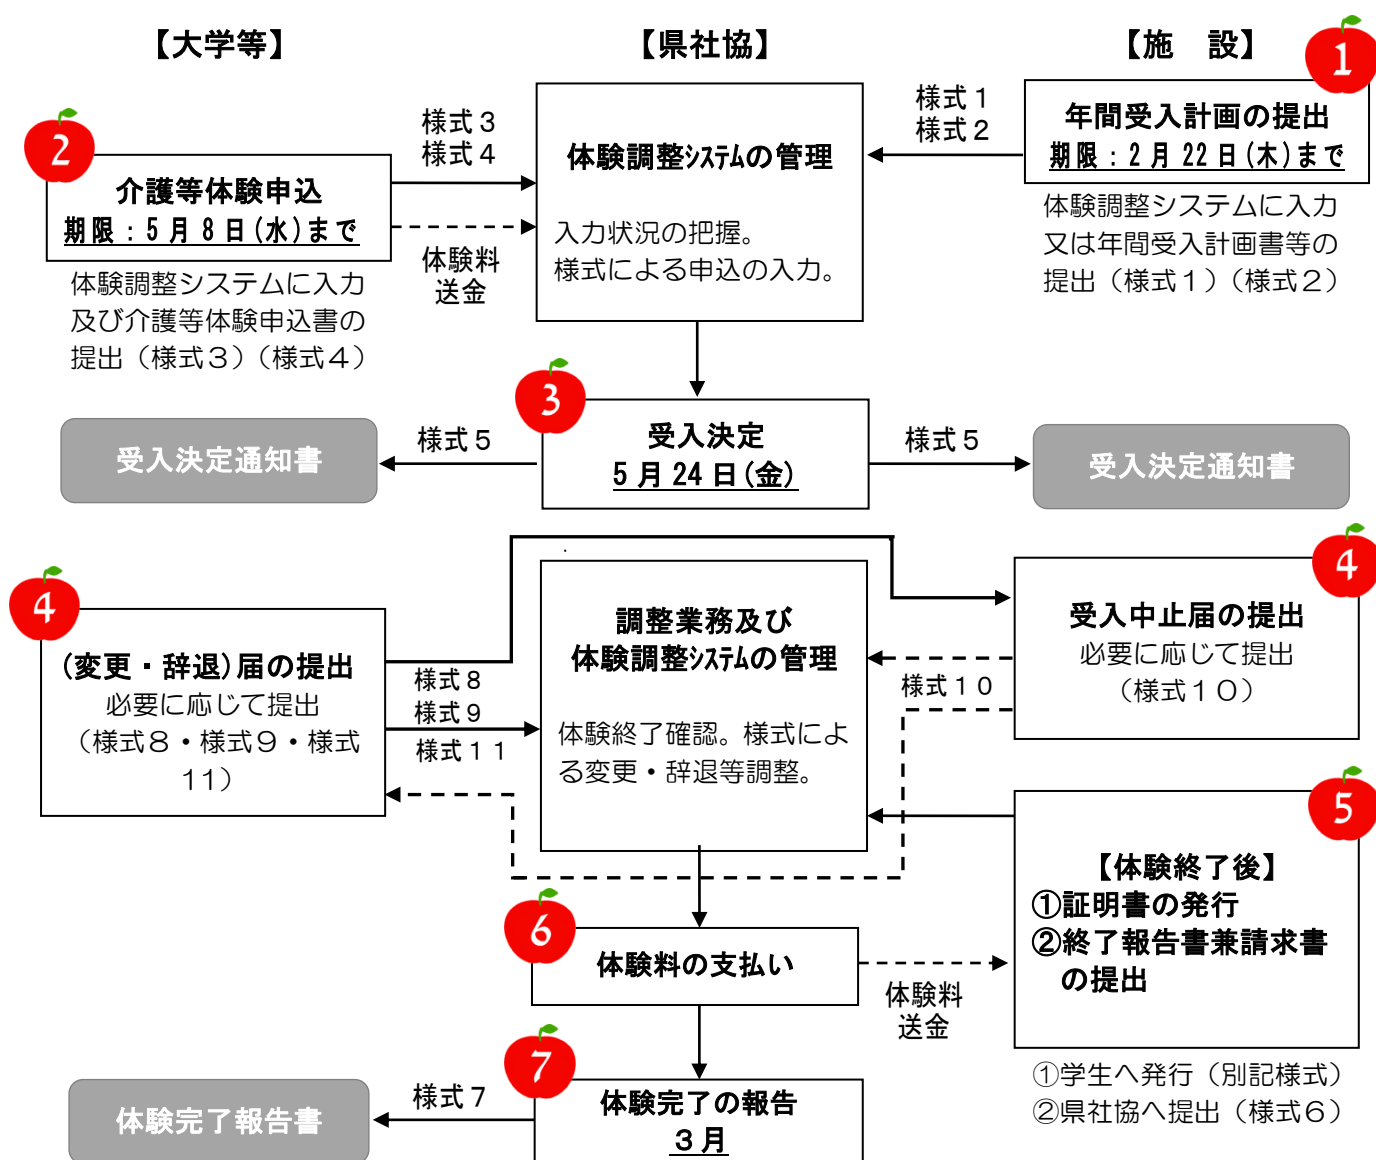 【大学等】
【県社協】
【施　設】
1
年間受入計画の提出
期限：2月22日(木)まで
体験調整システムに入力
又は年間受入計画書等の
提出（様式１）（様式２）
様式１
様式２
2
介護等体験申込
期限：5月8日(水)まで
体験調整システムに入力
及び介護等体験申込書の
提出（様式３）（様式４）
様式３
様式４
体験料
送金
体験調整ｼｽﾃﾑの管理
入力状況の把握。
様式による申込の入力。
3
受入決定
5月24日(金)
様式５
受入決定通知書
様式５
受入決定通知書
4
(変更・辞退)届の提出
必要に応じて提出
（様式８・様式９・様式
11）
様式８
様式９
様式１１
調整業務及び
体験調整ｼｽﾃﾑの管理
体験終了確認。様式によ
る変更・辞退等調整。
4
受入中止届の提出
必要に応じて提出
（様式１０）
様式１０
5
【体験終了後】
①証明書の発行
②終了報告書兼請求書
の提出
①学生へ発行（別記様式）
②県社協へ提出（様式６）
6
体験料の支払い
体験料
送金
7
体験完了の報告
３月
様式７
体験完了報告書